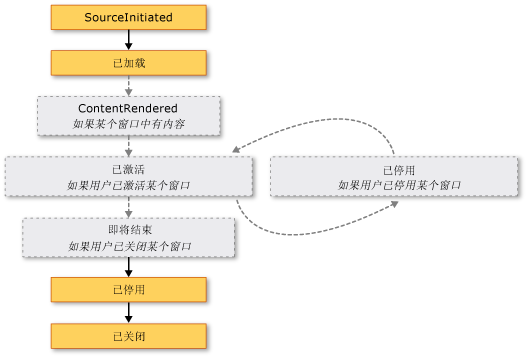 SourceInitiated
已加载
ContentRendered
如果某个窗口中有内容
已激活
如果用户已激活某个窗口
已停用
如果用户已停用某个窗口
即将结束
如果用户已关闭某个窗口
已停用
已关闭